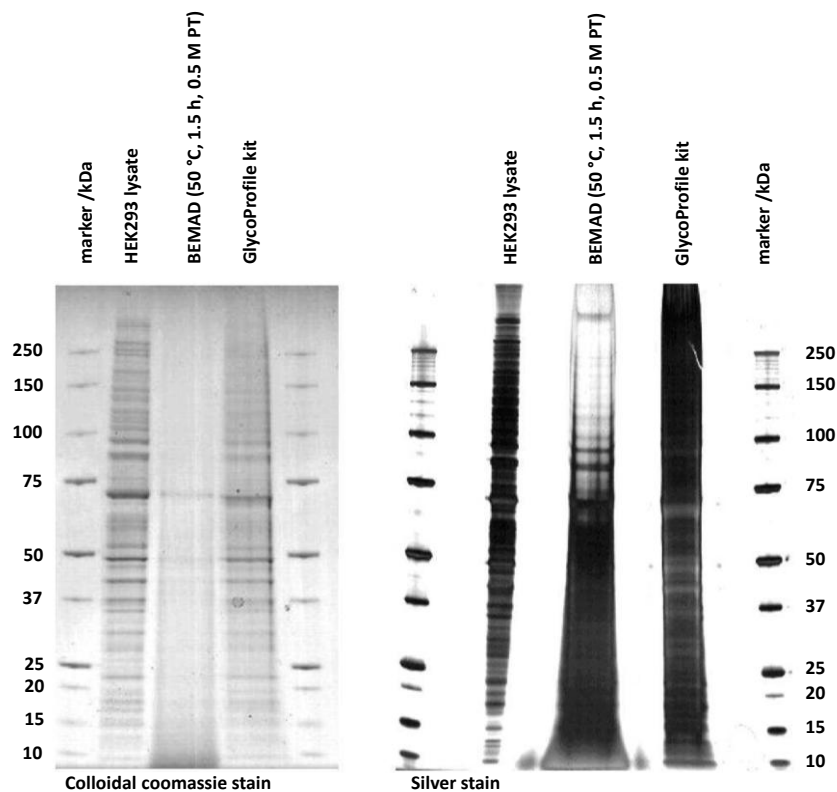 marker /kDa
HEK293 lysate
BEMAD (50 °C, 1.5 h, 0.5 M PT)
GlycoProfile kit
250
150
100
75
50
37
25
20
15
10
Colloidal coomassie stain
HEK293 lysate
BEMAD (50 °C, 1.5 h, 0.5 M PT)
GlycoProfile kit
marker /kDa
250
150
100
75
50
37
25
20
15
10
Silver stain